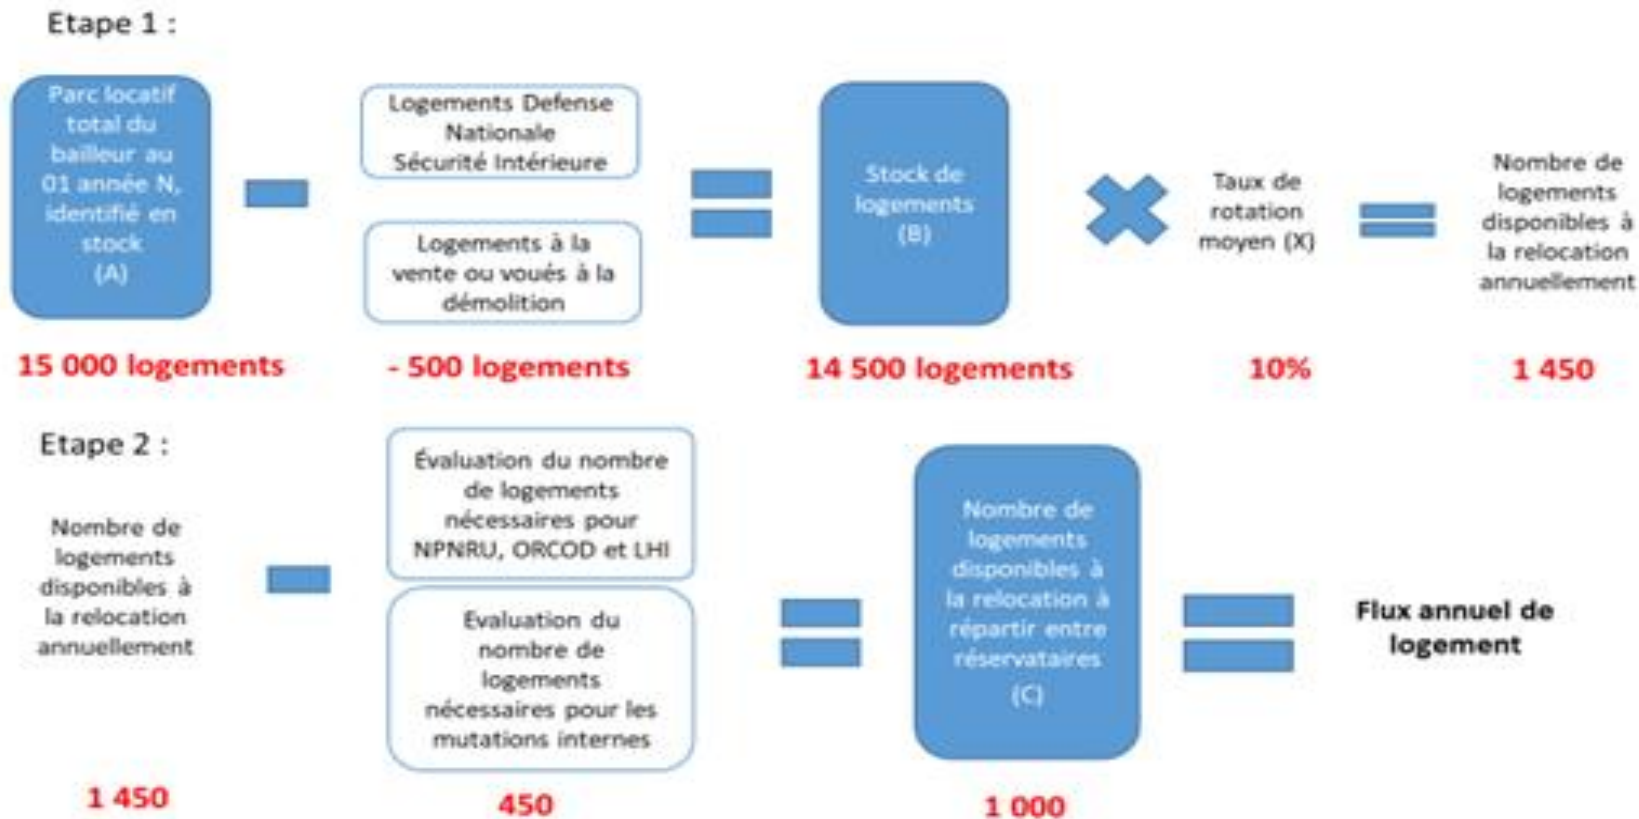 Etape 1 :
Parc locatif
total du
bailleur au
01 année N,
identifié en
stock
(A)
Logements Defense
Nationale
Sécurité Intérieure
Logements à la
vente ou voués à la
démolition
Stock de
logements
(B)
Taux de
rotation
moyen (X)
Nombre de
logements
disponibles à
la relocation
annuellement
15 000 logements
- 500 logements
14 500 logements
10%
1 450
Etape 2 :
Nombre de
logements
disponibles à
la relocation
annuellement
Évaluation du nombre
de logements
nécessaires pour
NPNRU, ORCOD et LHI
Evaluation du
nombre de
logements
nécessaires pour les
mutations internes
Nombre de
logements
disponibles à
la relocation à
répartir entre
réservataires
(C)
Flux annuel de
logement
1 450
450
1 000